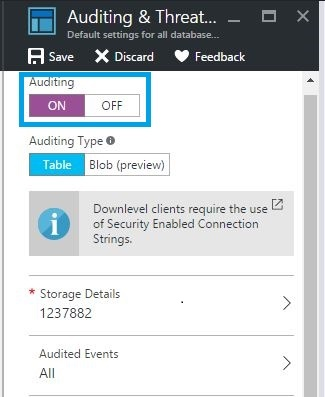 Auditing & Threat...
Default settings for all database...
Save Discard Feedback
Auditing
ON OFF
Auditing Type
Table Blob (preview)
Downlevel clients require the use
of Security Enabled Connection
Strings.
* Storage Details
1237882
Audited Events
All